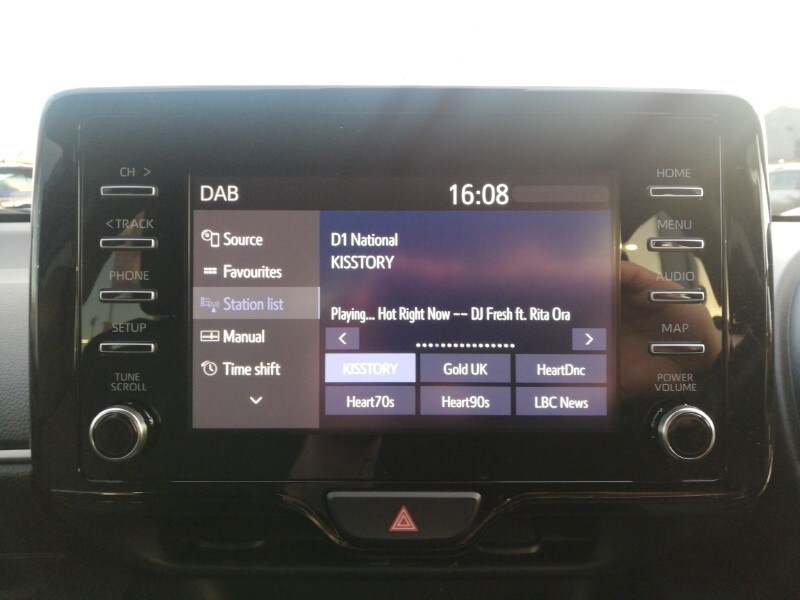 CH >
< TRACK
PHONE
SETUP
TUNE
SCROLL
DAB
16:08
Source
Favourites
Station list
Manual
Time shift
D1 National
KISSTORY
Playing... Hot Right Now -- DJ Fresh ft. Rita Ora
< >
KISSTORY Gold UK HeartDnc
Heart70s Heart90s LBC News
HOME
MENU
AUDIO
MAP
POWER
VOLUME